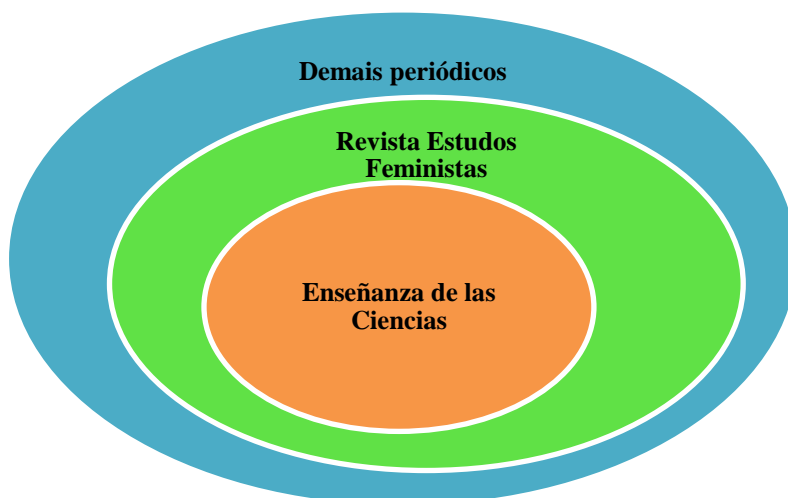 Demais periódicos
Revista Estudos
Feministas
Enseñanza de las
Ciencias